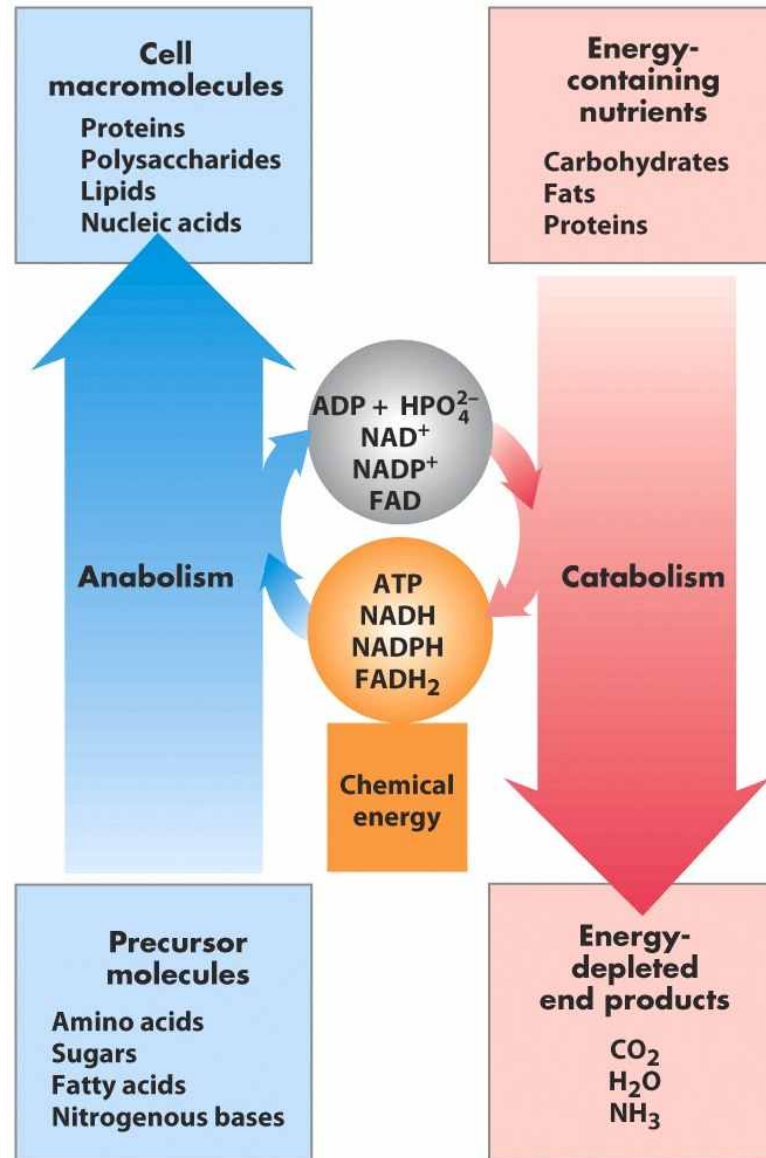 Cell
macromolecules
Proteins
Polysaccharides
Lipids
Nucleic acids
Energy-
containing
nutrients
Carbohydrates
Fats
Proteins
ADP + HPO₄²⁻
NAD⁺
NADP⁺
FAD
Anabolism
Catabolism
ATP
NADH
NADPH
FADH₂
Chemical
energy
Precursor
molecules
Amino acids
Sugars
Fatty acids
Nitrogenous bases
Energy-
depleted
end products
CO₂
H₂O
NH₃